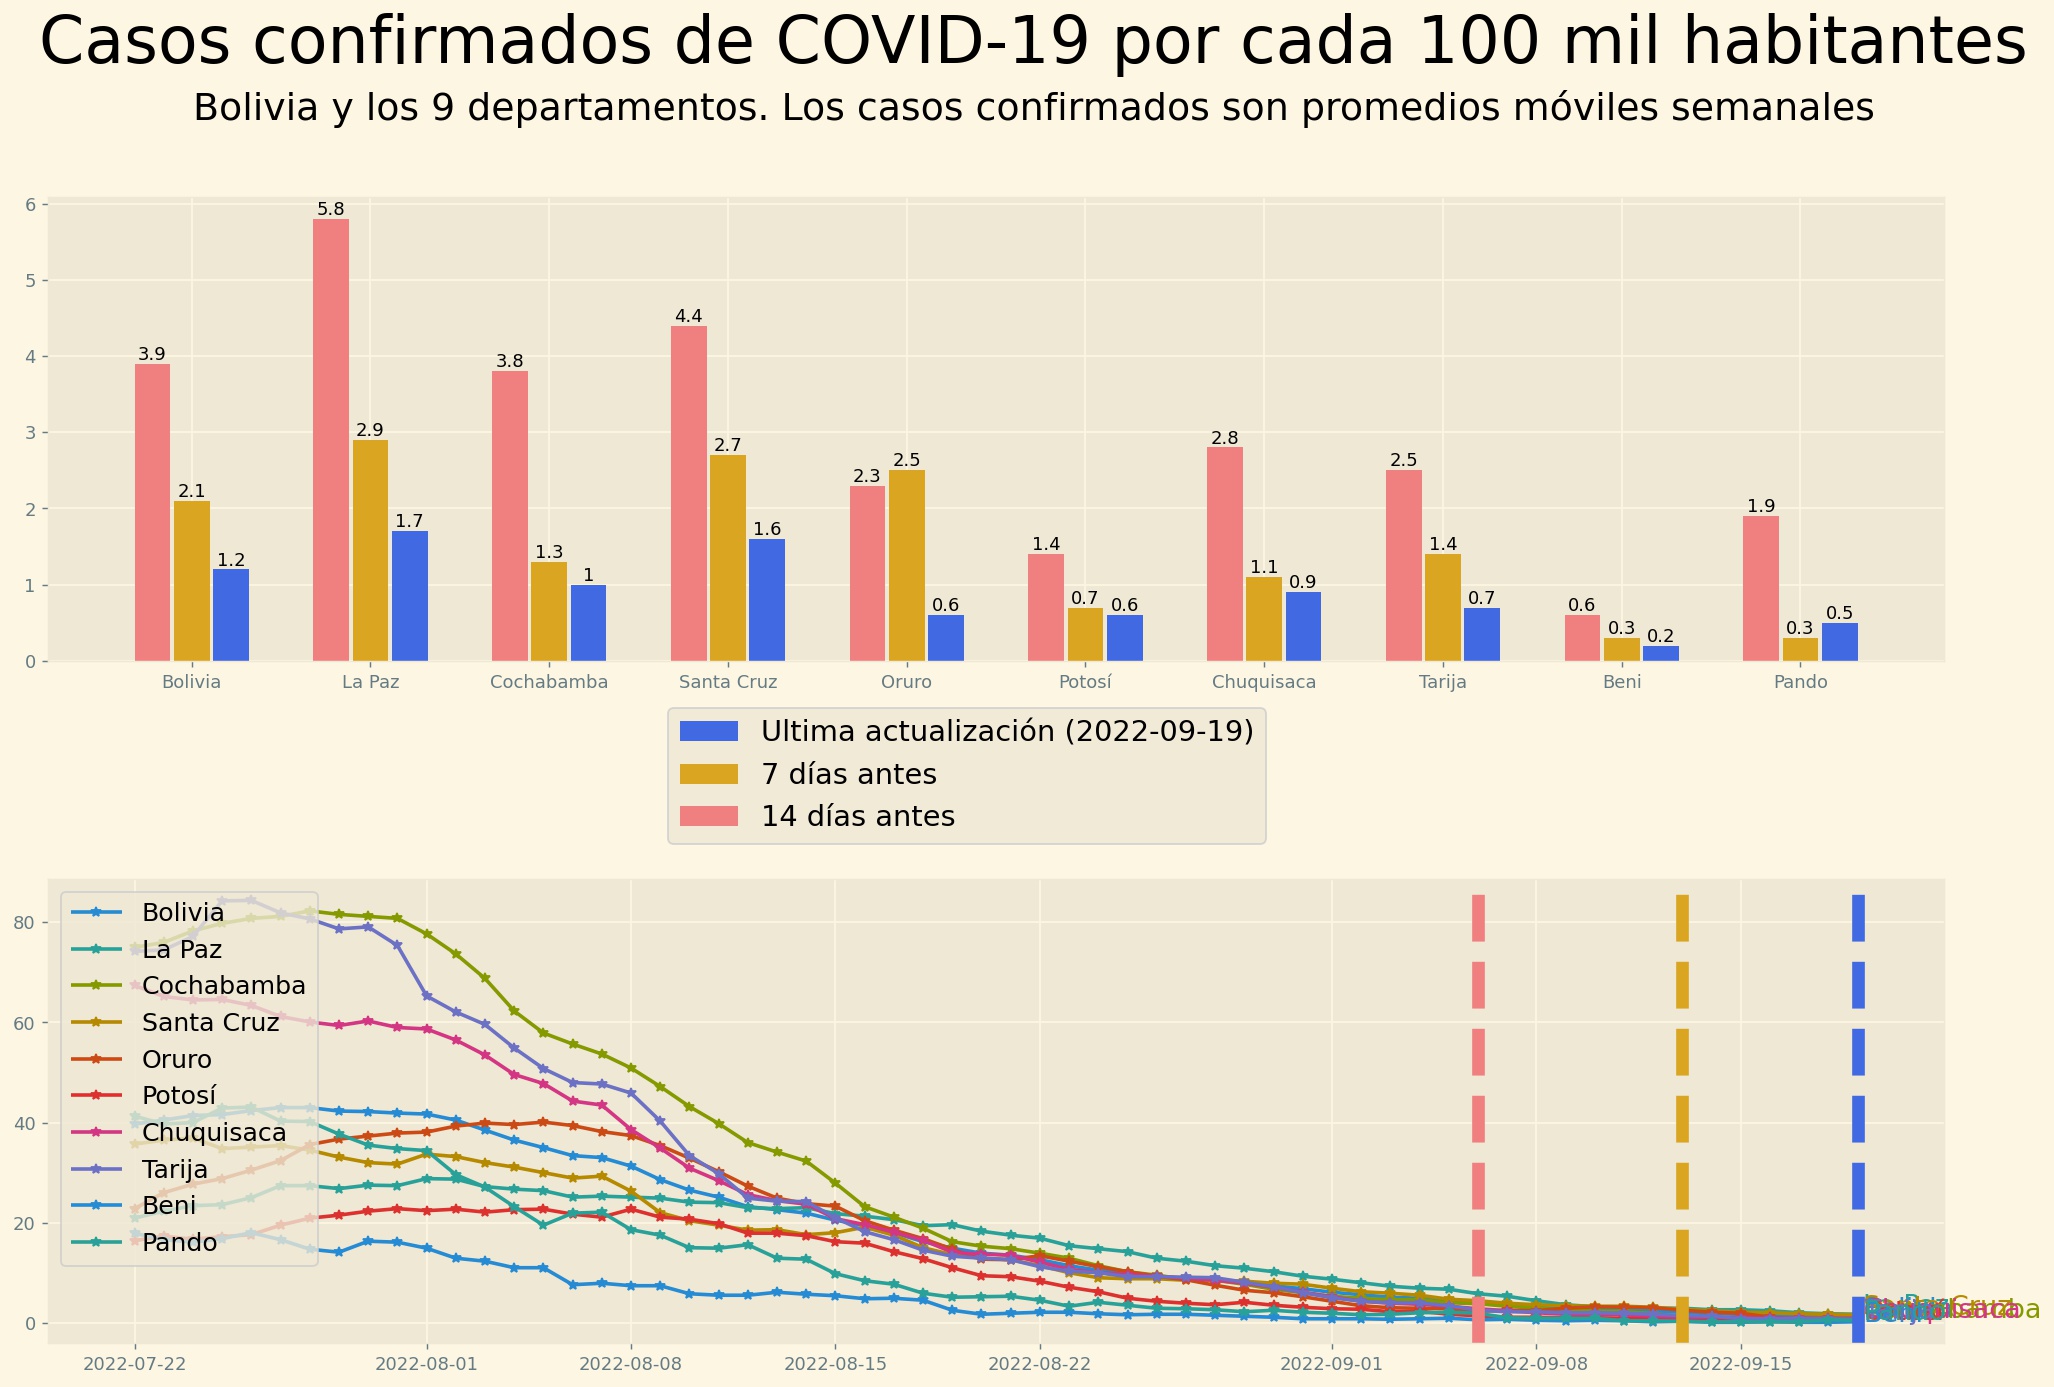 Casos confirmados de COVID-19 por cada 100 mil habitantes
Bolivia y los 9 departamentos. Los casos confirmados son promedios móviles semanales
6
5
4
3
2
1
0
3.9 2.1 1.2
5.8 2.9 1.7
3.8 1.3 1
4.4 2.7 1.6
2.3 2.5 0.6
1.4 0.7 0.6
2.8 1.1 0.9
2.5 1.4 0.7
0.6 0.3 0.2
1.9 0.3 0.5
Bolivia La Paz Cochabamba Santa Cruz Oruro Potosí Chuquisaca Tarija Beni Pando
Ultima actualización (2022-09-19)
7 días antes
14 días antes
80
60
40
20
0
Bolivia
La Paz
Cochabamba
Santa Cruz
Oruro
Potosí
Chuquisaca
Tarija
Beni
Pando
2022-07-22 2022-08-01 2022-08-08 2022-08-15 2022-08-22 2022-09-01 2022-09-08 2022-09-15